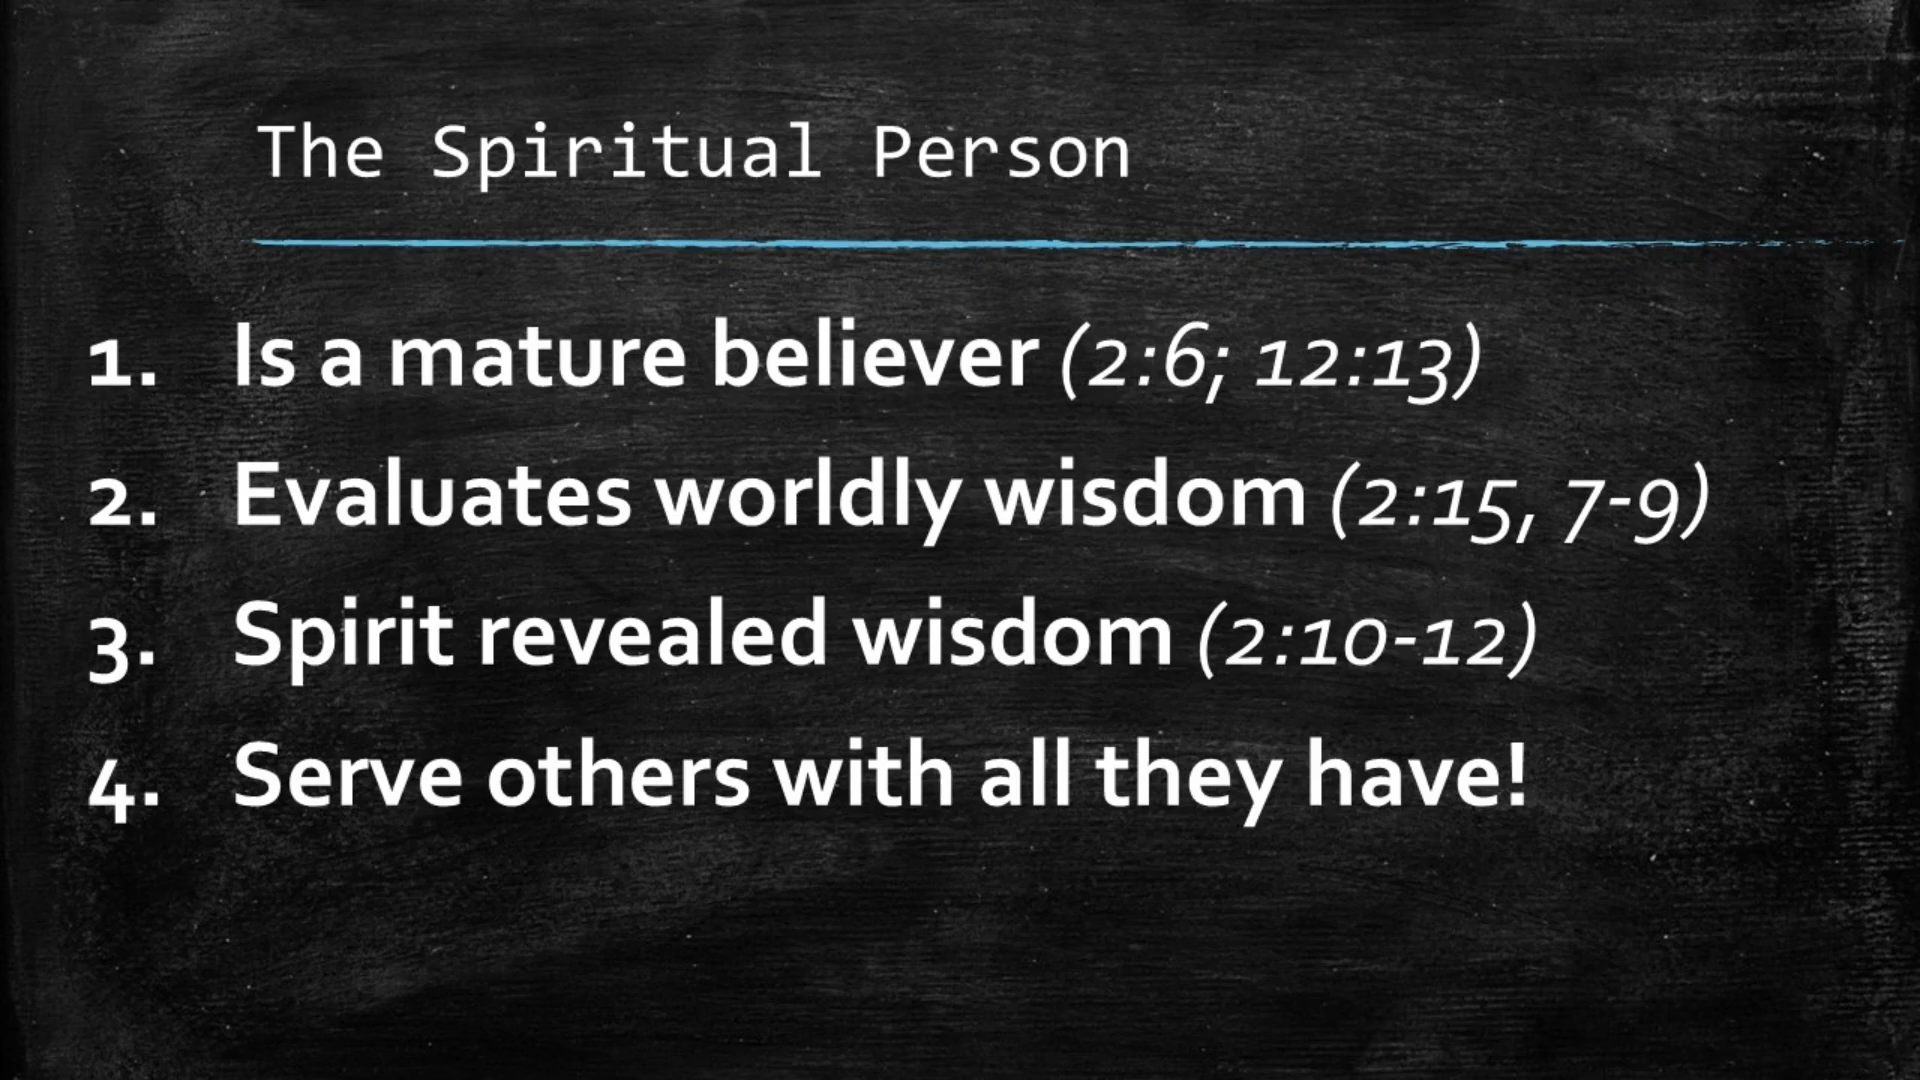 The Spiritual Person
1. Is a mature believer (2:6; 12:13)
2. Evaluates worldly wisdom (2:15, 7-9)
3. Spirit revealed wisdom (2:10-12)
4. Serve others with all they have!